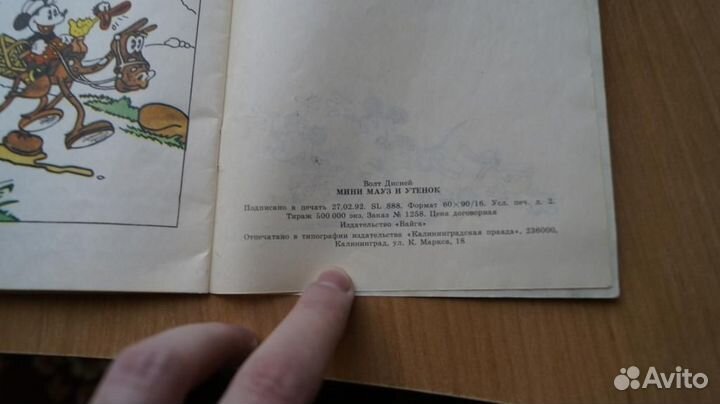 Волт Дисней
МИНИ МАУЗ И УТЕНОК
Подписано в печать 27.02.92. SL 888. Формат 60×90/16. Усл. печ. л. 2.
Тираж 500 000 экз. Заказ № 1258. Цена договорная
Издательство «Вайга»
Отпечатано в типографии издательства «Калининградская правда», 236000,
Калининград, ул. К. Маркса, 18
Avito